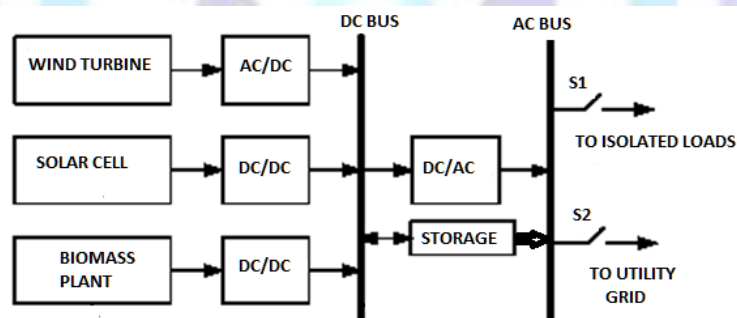 DC BUS
AC BUS
WIND TURBINE
AC/DC
S1
TO ISOLATED LOADS
SOLAR CELL
DC/DC
DC/AC
S2
STORAGE
BIOMASS
PLANT
DC/DC
TO UTILITY
GRID